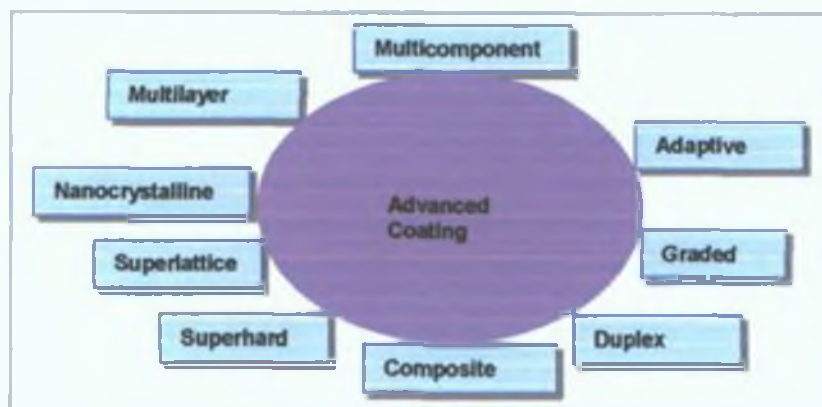 Multicomponent
Multilayer
Adaptive
Nanocrystalline
Advanced
Coating
Superlattice
Graded
Superhard
Duplex
Composite